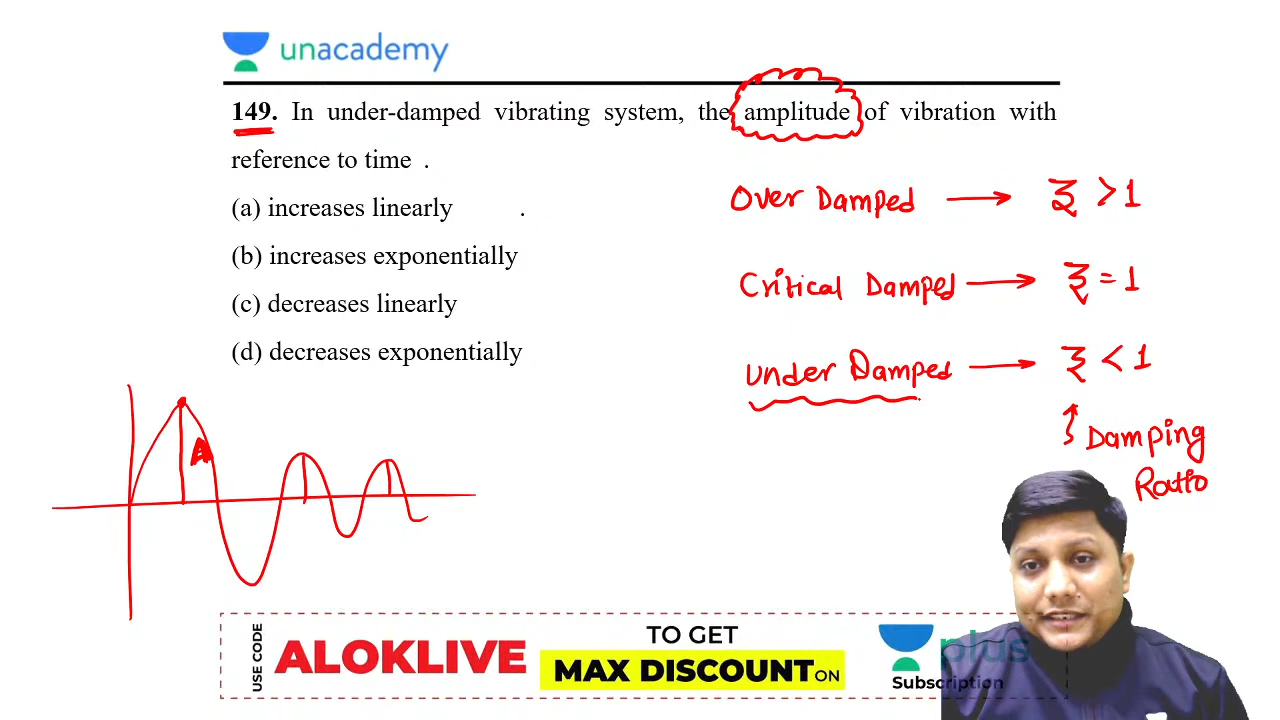 unacademy
149. In under-damped vibrating system, the amplitude of vibration with
reference to time .
(a) increases linearly .
(b) increases exponentially
(c) decreases linearly
(d) decreases exponentially
Over Damped → ξ > 1
Critical Damped → ξ = 1
Under Damped → ξ < 1
Damping
Ratio
A
USE CODE
ALOKLIVE
TO GET
MAX DISCOUNT ON
plus
Subscription